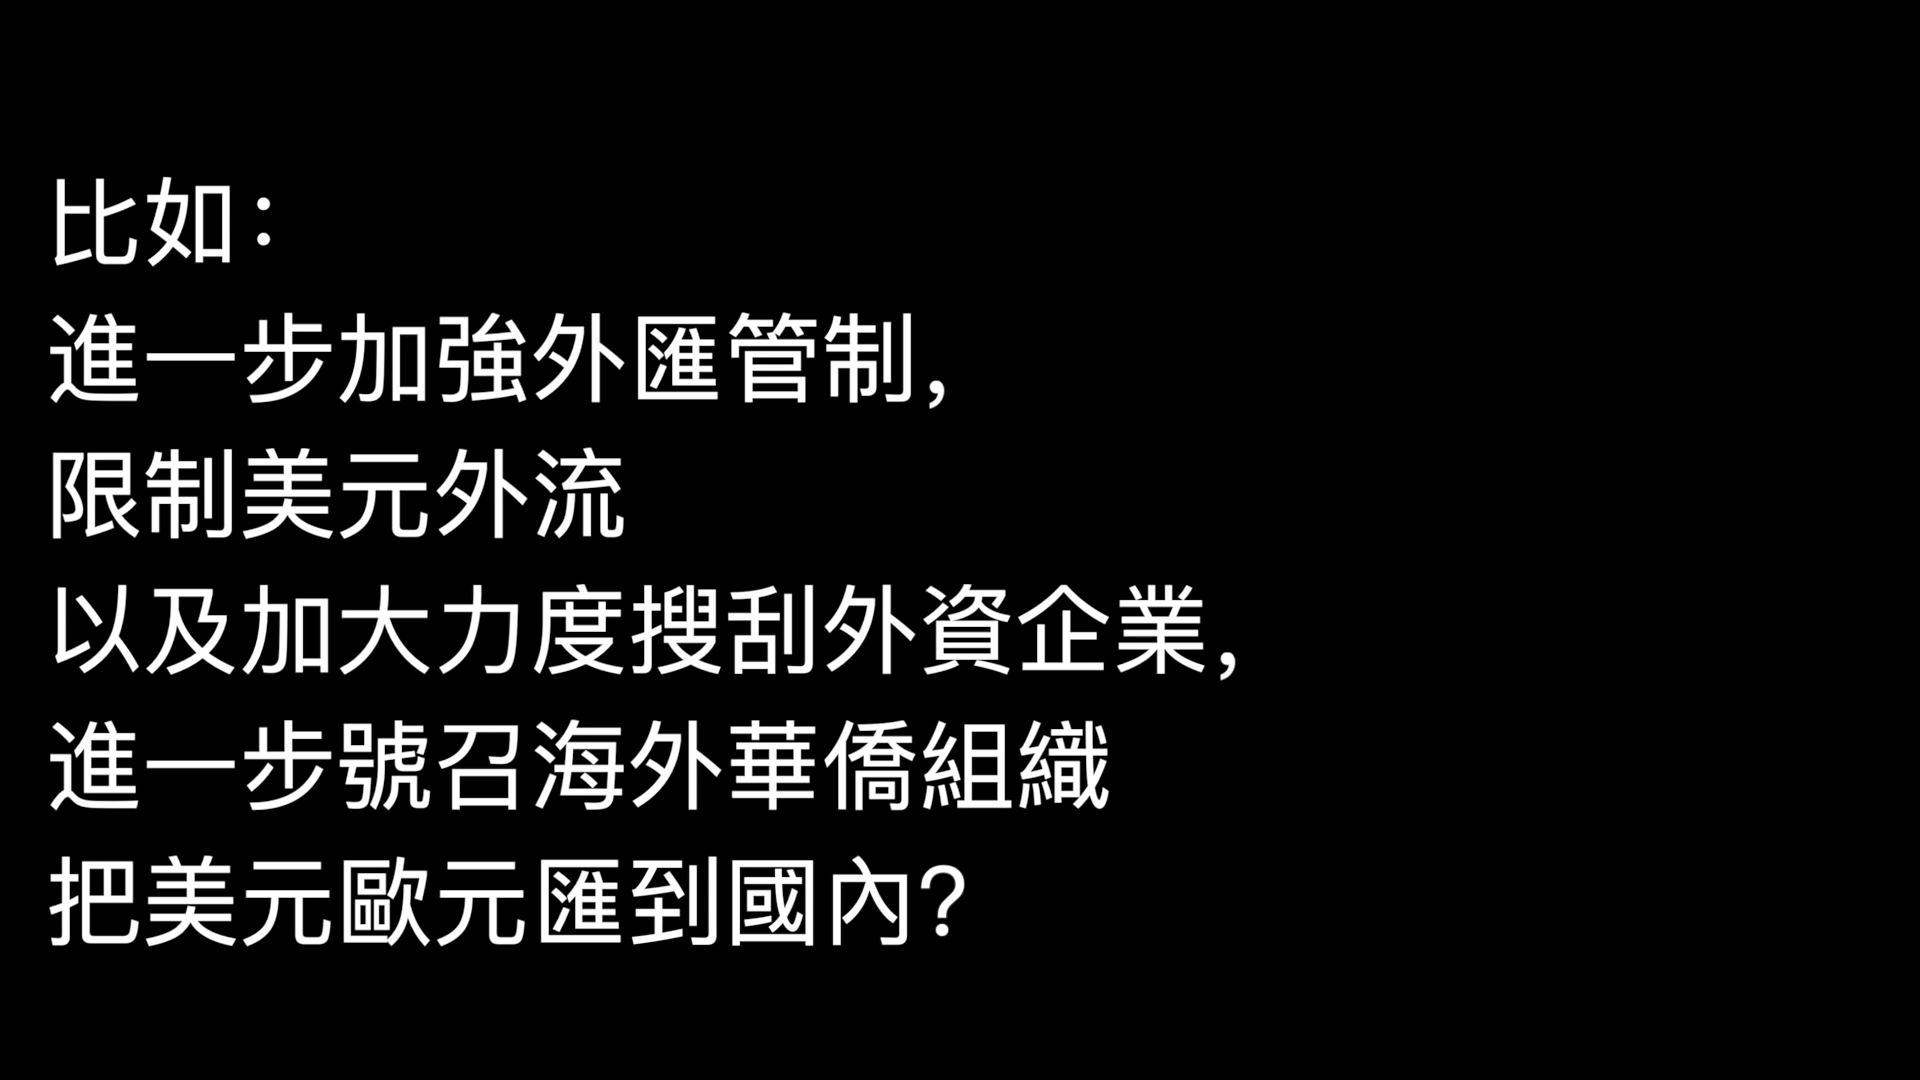 比如：
進一步加強外匯管制，
限制美元外流
以及加大力度搜刮外資企業，
進一步號召海外華僑組織
把美元歐元匯到國內？